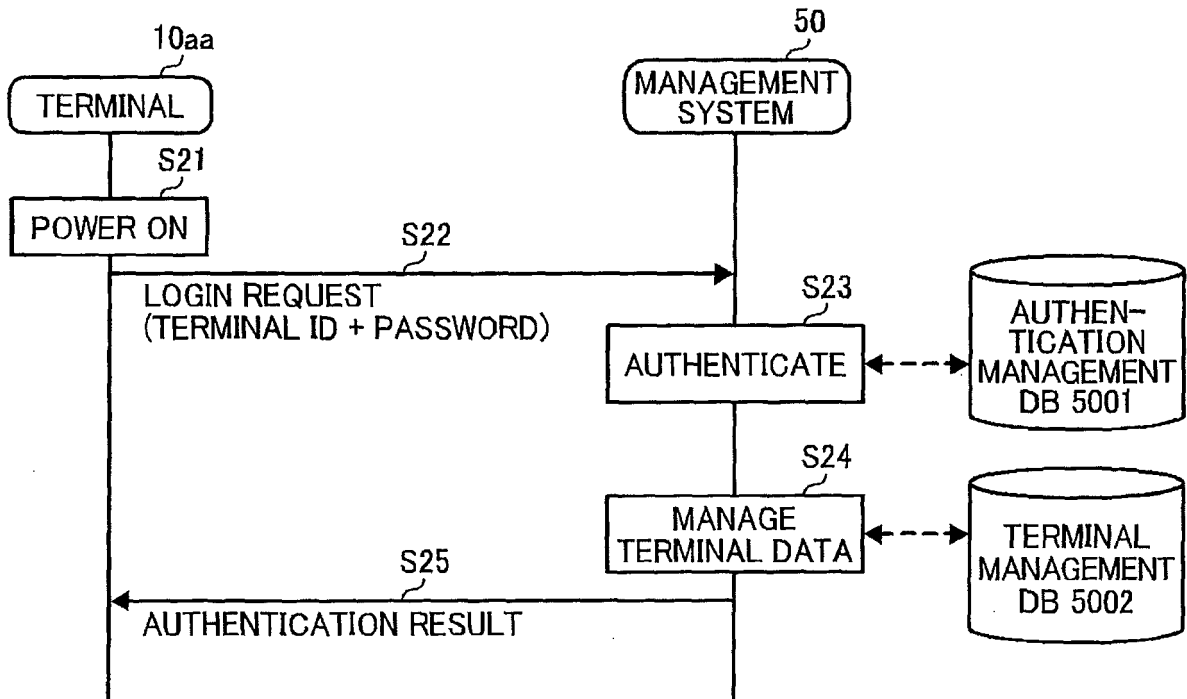 10aa
50
TERMINAL
MANAGEMENT
SYSTEM
S21
POWER ON
S22
LOGIN REQUEST
(TERMINAL ID + PASSWORD)
S23
AUTHENTICATE
AUTHEN-
TICATION
MANAGEMENT
DB 5001
S24
MANAGE
TERMINAL DATA
TERMINAL
MANAGEMENT
DB 5002
S25
AUTHENTICATION RESULT